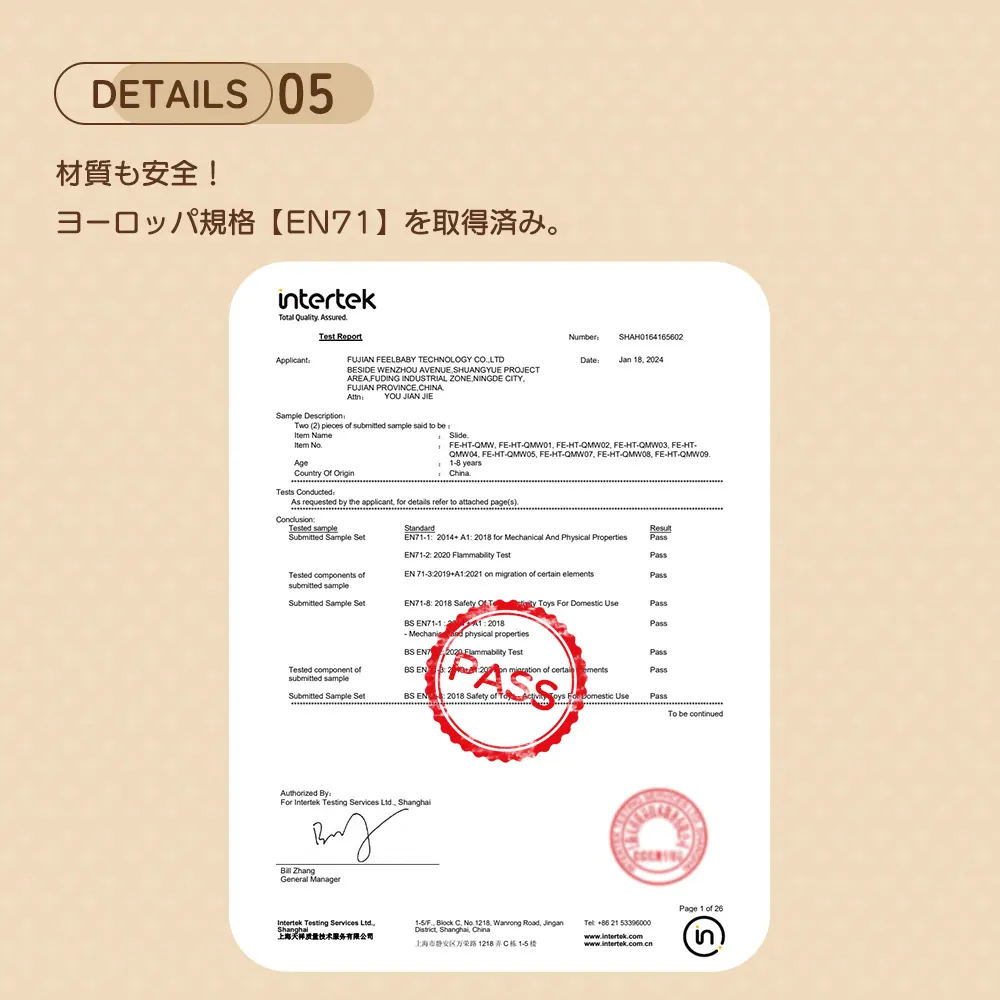 DETAILS 05
材質も安全！
ヨーロッパ規格【EN71】を取得済み。
intertek
Total Quality. Assured.
Test Report
Number: SHAH0164165602
Applicant: FUJIAN FEELBABY TECHNOLOGY CO.,LTD
Date: Jan 18, 2024
BESIDE WENZHOU AVENUE,SHUANGYUE PROJECT
AREA,FUDING INDUSTRIAL ZONE,NINGDE CITY,
FUJIAN PROVINCE,CHINA.
Attn: YOU JIAN JIE
Sample Description:
Two (2) pieces of submitted sample said to be :
Item Name : Slide.
Item No. : FE-HT-QMW, FE-HT-QMW01, FE-HT-QMW02, FE-HT-QMW03, FE-HT-
QMW04, FE-HT-QMW05, FE-HT-QMW07, FE-HT-QMW08, FE-HT-QMW09.
Age : 1-8 years
Country Of Origin : China.
Tests Conducted:
As requested by the applicant, for details refer to attached page(s).
Conclusion:
Tested sample Standard Result
Submitted Sample Set EN71-1: 2014+ A1: 2018 for Mechanical And Physical Properties Pass
EN71-2: 2020 Flammability Test Pass
Tested components of EN 71-3:2019+A1:2021 on migration of certain elements Pass
submitted sample
Submitted Sample Set EN71-8: 2018 Safety Of Toys - Activity Toys For Domestic Use Pass
BS EN71-1 : 2014 + A1 : 2018 Pass
- Mechanical and physical properties
BS EN71-2: 2020 Flammability Test Pass
Tested component of BS EN71-3: 2019+A1:2021 on migration of certain elements Pass
submitted sample
Submitted Sample Set BS EN71-8: 2018 Safety of Toys - Activity Toys For Domestic Use Pass
PASS
To be continued
Authorized By:
For Intertek Testing Services Ltd., Shanghai
Bill Zhang
General Manager
Page 1 of 26
Intertek Testing Services Ltd.,
Shanghai
上海天祥质量技术服务有限公司
1-5/F., Block C, No.1218, Wanrong Road, Jingan
District, Shanghai, China
上海市静安区万荣路 1218 弄 C 栋 1-5 楼
Tel: +86 21 53396000
www.intertek.com
www.intertek.com.cn
in